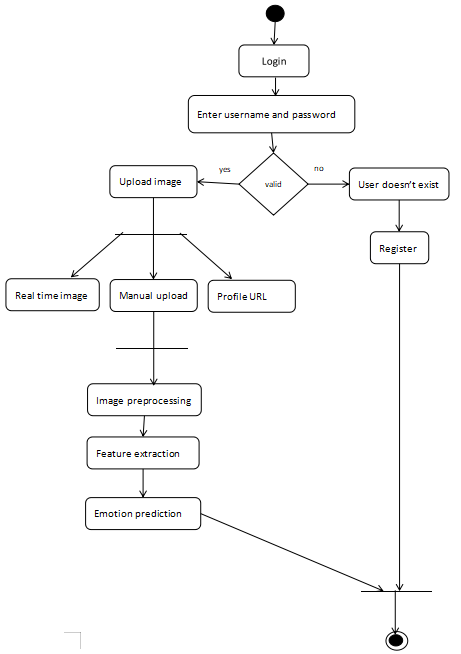 Login
Enter username and password
yes
no
valid
Upload image
User doesn't exist
Register
Real time image
Manual upload
Profile URL
Image preprocessing
Feature extraction
Emotion prediction